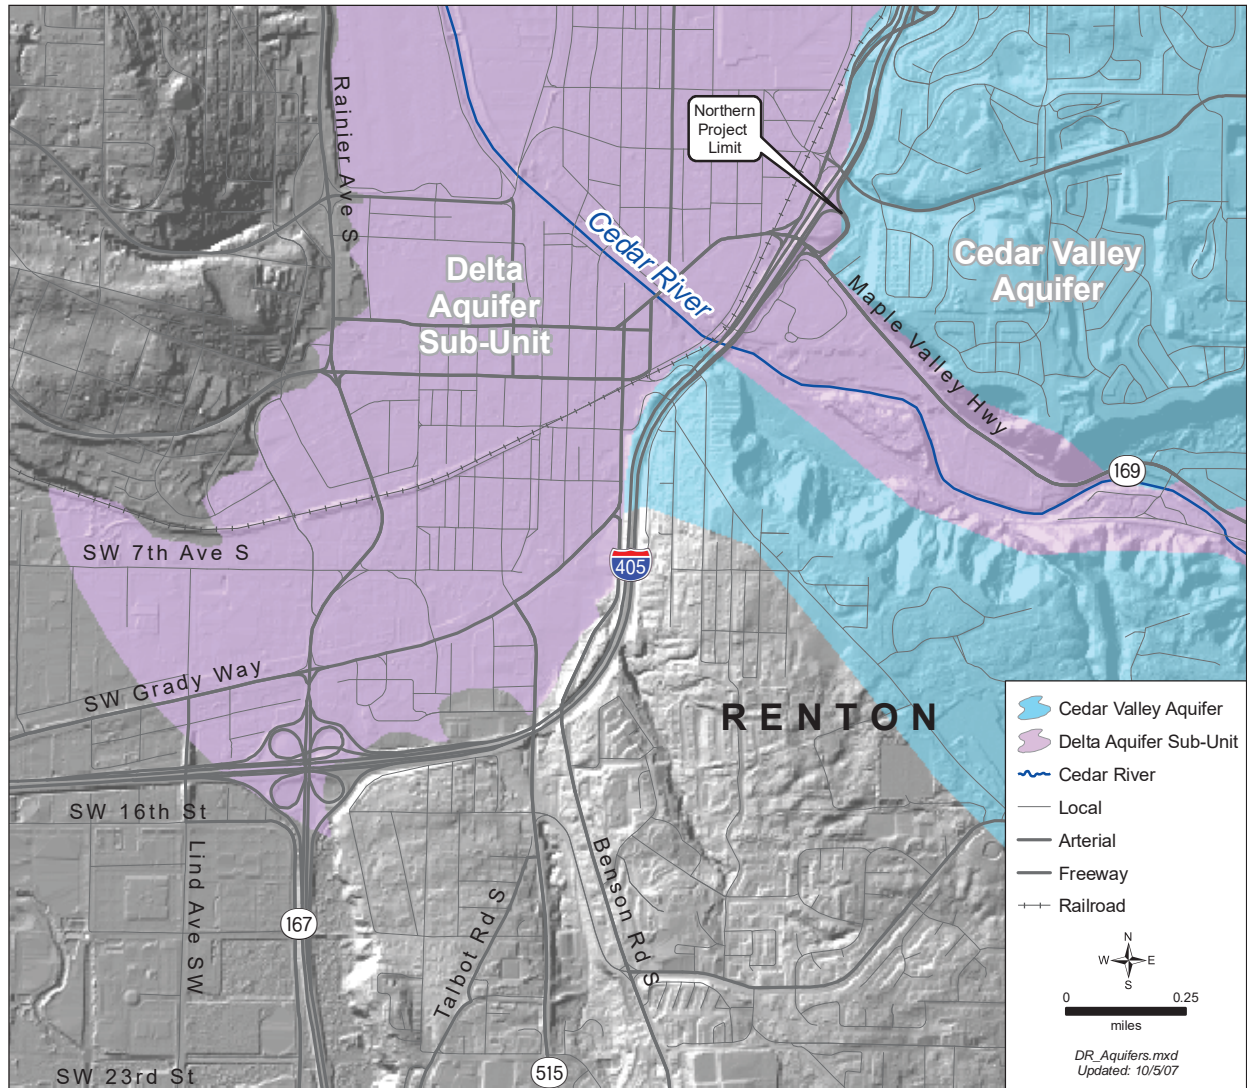 Northern
Project
Limit
Rainier Ave S
Cedar River
Delta
Aquifer
Sub-Unit
Cedar Valley
Aquifer
Maple Valley Hwy
169
SW 7th Ave S
405
SW Grady Way
RENTON
SW 16th St
Lind Ave SW
Benson Rd S
Talbot Rd S
167
515
SW 23rd St
Cedar Valley Aquifer
Delta Aquifer Sub-Unit
Cedar River
Local
Arterial
Freeway
Railroad
N
W E
S
0 0.25
miles
DR_Aquifers.mxd
Updated: 10/5/07